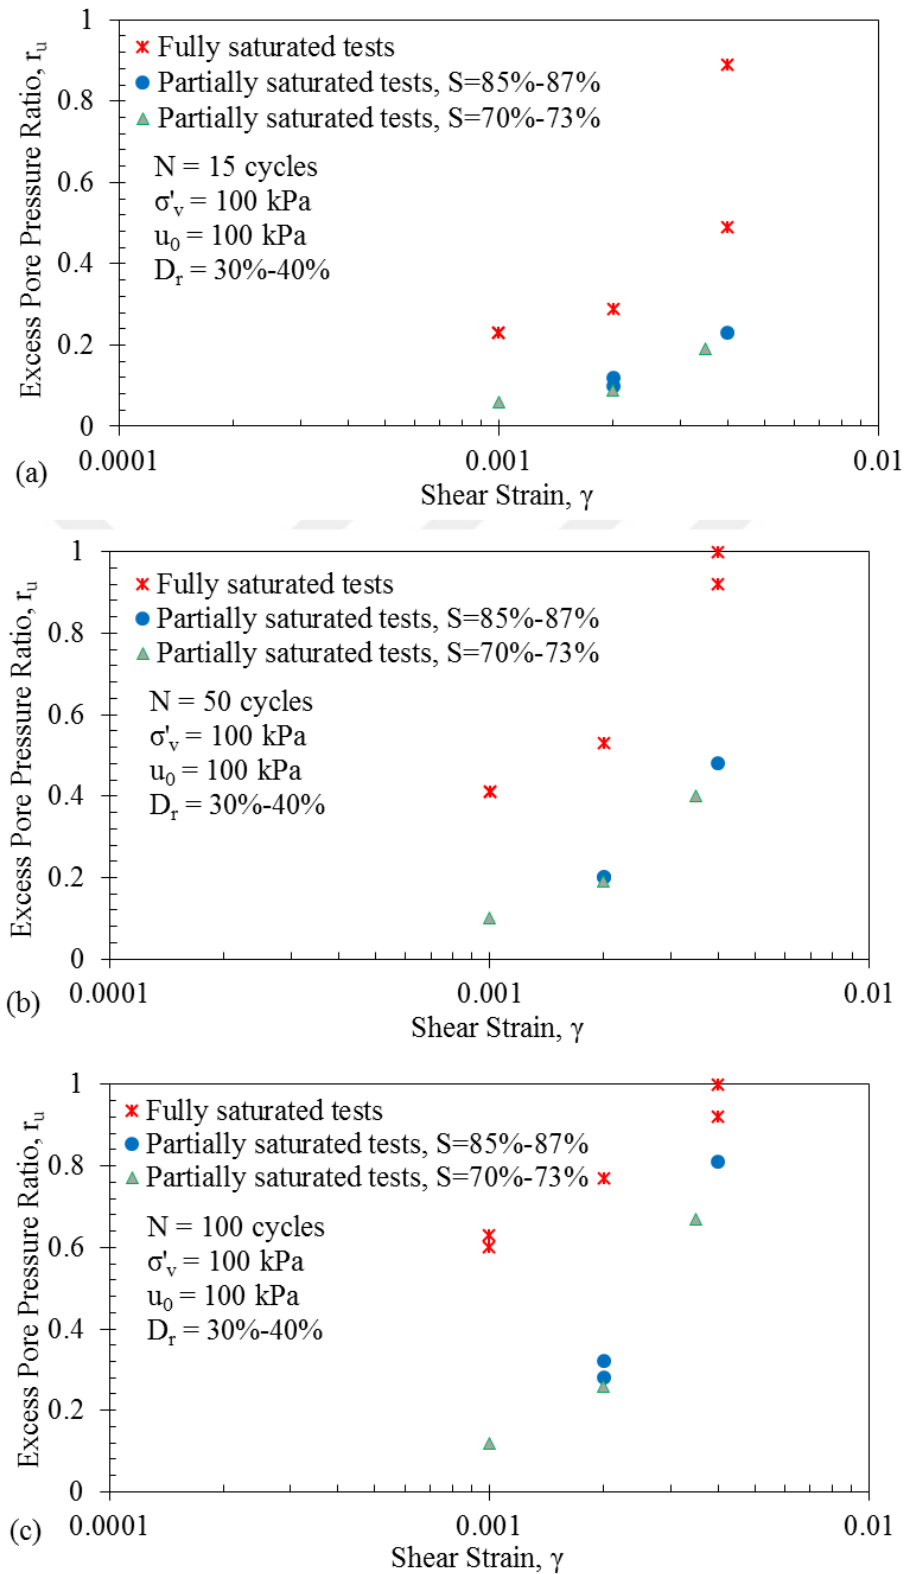 1
Fully saturated tests
Partially saturated tests, S=85%-87%
Partially saturated tests, S=70%-73%
0.8
N = 15 cycles
σ'v = 100 kPa
u0 = 100 kPa
Dr = 30%-40%
0.6
0.4
0.2
0
Excess Pore Pressure Ratio, ru
0.0001
0.001
0.01
(a)
Shear Strain, γ
1
Fully saturated tests
Partially saturated tests, S=85%-87%
Partially saturated tests, S=70%-73%
0.8
N = 50 cycles
σ'v = 100 kPa
u0 = 100 kPa
Dr = 30%-40%
0.6
0.4
0.2
0
Excess Pore Pressure Ratio, ru
0.0001
0.001
0.01
(b)
Shear Strain, γ
1
Fully saturated tests
Partially saturated tests, S=85%-87%
Partially saturated tests, S=70%-73%
0.8
N = 100 cycles
σ'v = 100 kPa
u0 = 100 kPa
Dr = 30%-40%
0.6
0.4
0.2
0
Excess Pore Pressure Ratio, ru
0.0001
0.001
0.01
(c)
Shear Strain, γ